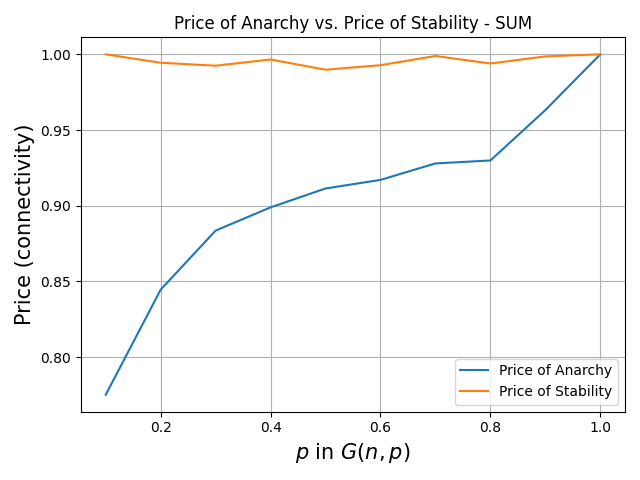 Price of Anarchy vs. Price of Stability - SUM
Price (connectivity)
1.00
0.95
0.90
0.85
0.80
0.2
0.4
0.6
0.8
1.0
p in G(n, p)
Price of Anarchy
Price of Stability